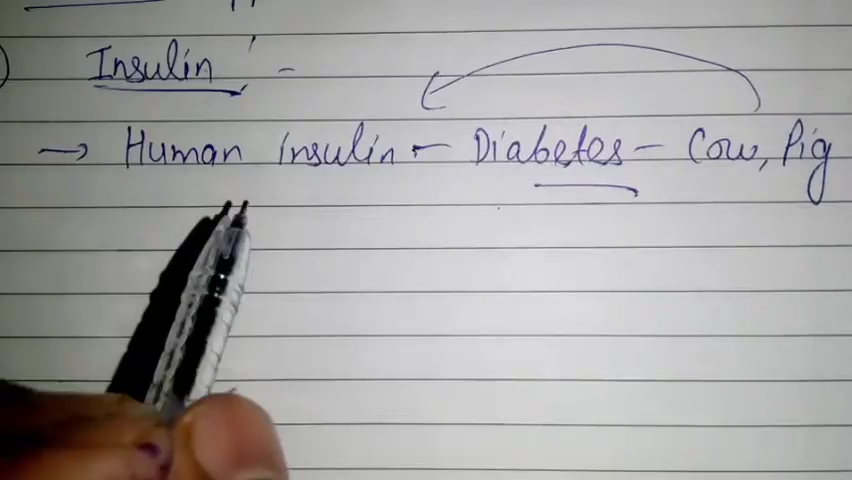 ) Insulin -
→ Human insulin - Diabetes - Cow, Pig